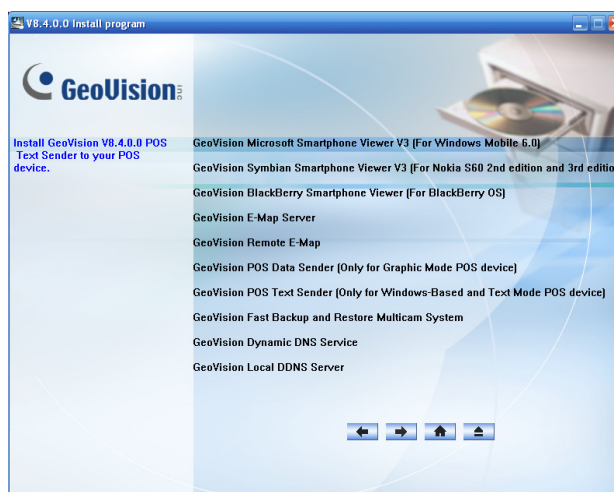 V8.4.0.0 Install program
GeoVision inc
Install GeoVision V8.4.0.0 POS
Text Sender to your POS
device.
GeoVision Microsoft Smartphone Viewer V3 (For Windows Mobile 6.0)
GeoVision Symbian Smartphone Viewer V3 (For Nokia S60 2nd edition and 3rd editio
GeoVision BlackBerry Smartphone Viewer (For BlackBerry OS)
GeoVision E-Map Server
GeoVision Remote E-Map
GeoVision POS Data Sender (Only for Graphic Mode POS device)
GeoVision POS Text Sender (Only for Windows-Based and Text Mode POS device)
GeoVision Fast Backup and Restore Multicam System
GeoVision Dynamic DNS Service
GeoVision Local DDNS Server